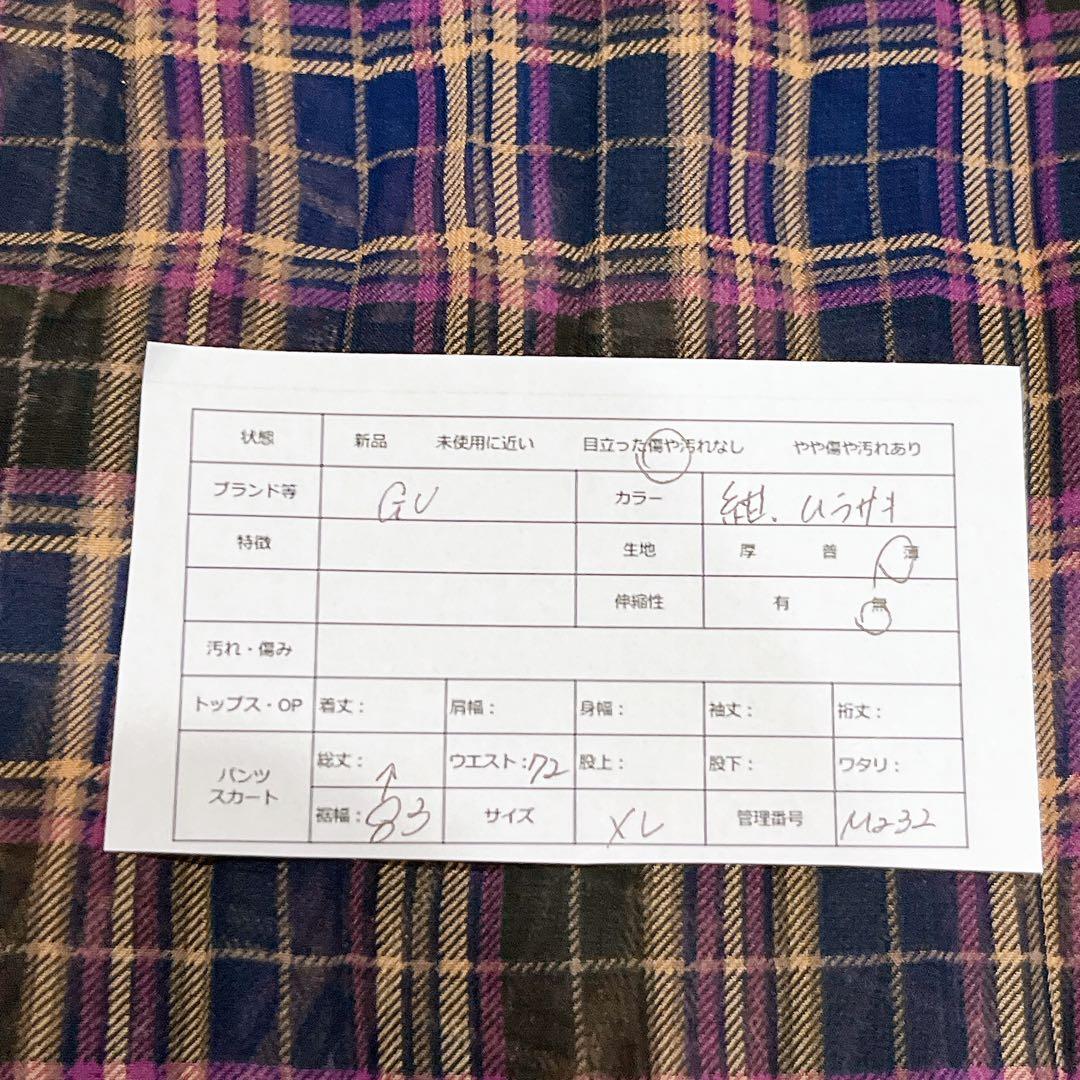 状態 新品 未使用に近い 目立った傷や汚れなし やや傷や汚れあり
ブランド等 GU カラー 紺、ムラサキ
特徴 生地 厚 普 薄
伸縮性 有 無
汚れ・傷み
トップス・OP 着丈: 肩幅: 身幅: 袖丈: 裄丈:
パンツ
スカート
総丈: ↑ ウエスト:72 股上: 股下: ワタリ:
裾幅:83 サイズ XL 管理番号 M232